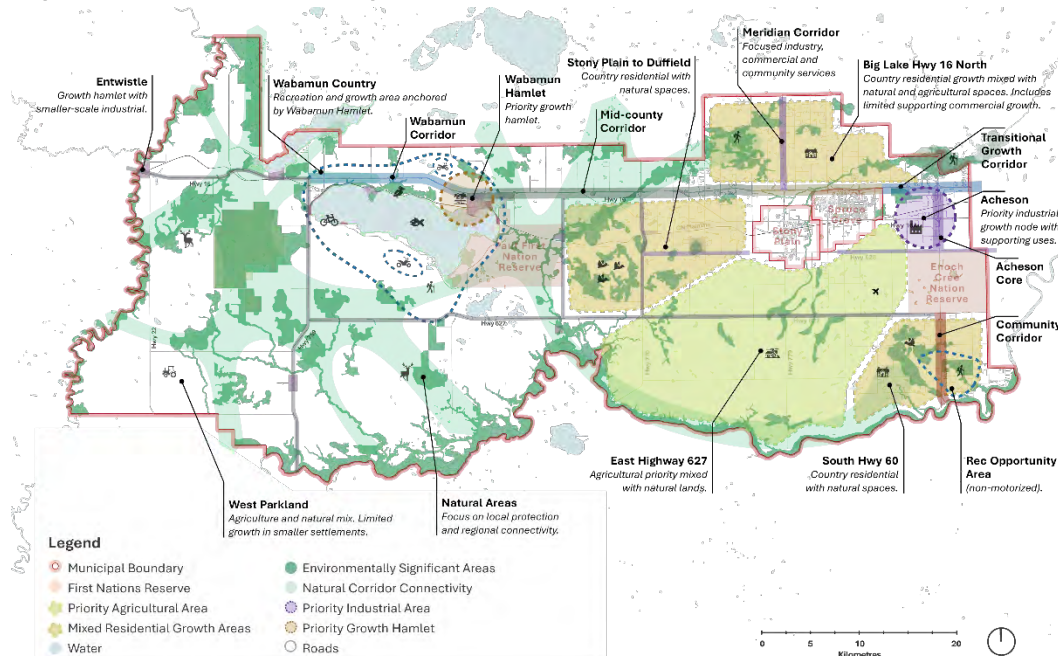 Entwistle
Growth hamlet with
smaller-scale industrial.
Wabamun Country
Recreation and growth area anchored
by Wabamun Hamlet.
Wabamun
Corridor
Wabamun
Hamlet
Priority growth
hamlet.
Stony Plain to Duffield
Country residential with
natural spaces.
Mid-county
Corridor
Meridian Corridor
Focused industry,
commercial and
community services
Big Lake Hwy 16 North
Country residential growth mixed with
natural and agricultural spaces. Includes
limited supporting commercial growth.
Transitional
Growth
Corridor
Acheson
Priority industrial
growth node with
supporting uses.
Acheson
Core
Community
Corridor
Hwy 16
Stony
Plain
Spruce
Grove
First
Nation
Reserve
Enoch
Cree
Nation
Reserve
Hwy 627
Hwy 22
West Parkland
Agriculture and natural mix. Limited
growth in smaller settlements.
Natural Areas
Focus on local protection
and regional connectivity.
East Highway 627
Agricultural priority mixed
with natural lands.
South Hwy 60
Country residential
with natural spaces.
Rec Opportunity
Area
(non-motorized).
Legend
Municipal Boundary
First Nations Reserve
Priority Agricultural Area
Mixed Residential Growth Areas
Water
Environmentally Significant Areas
Natural Corridor Connectivity
Priority Industrial Area
Priority Growth Hamlet
Roads
0 5 10 20
Kilometres